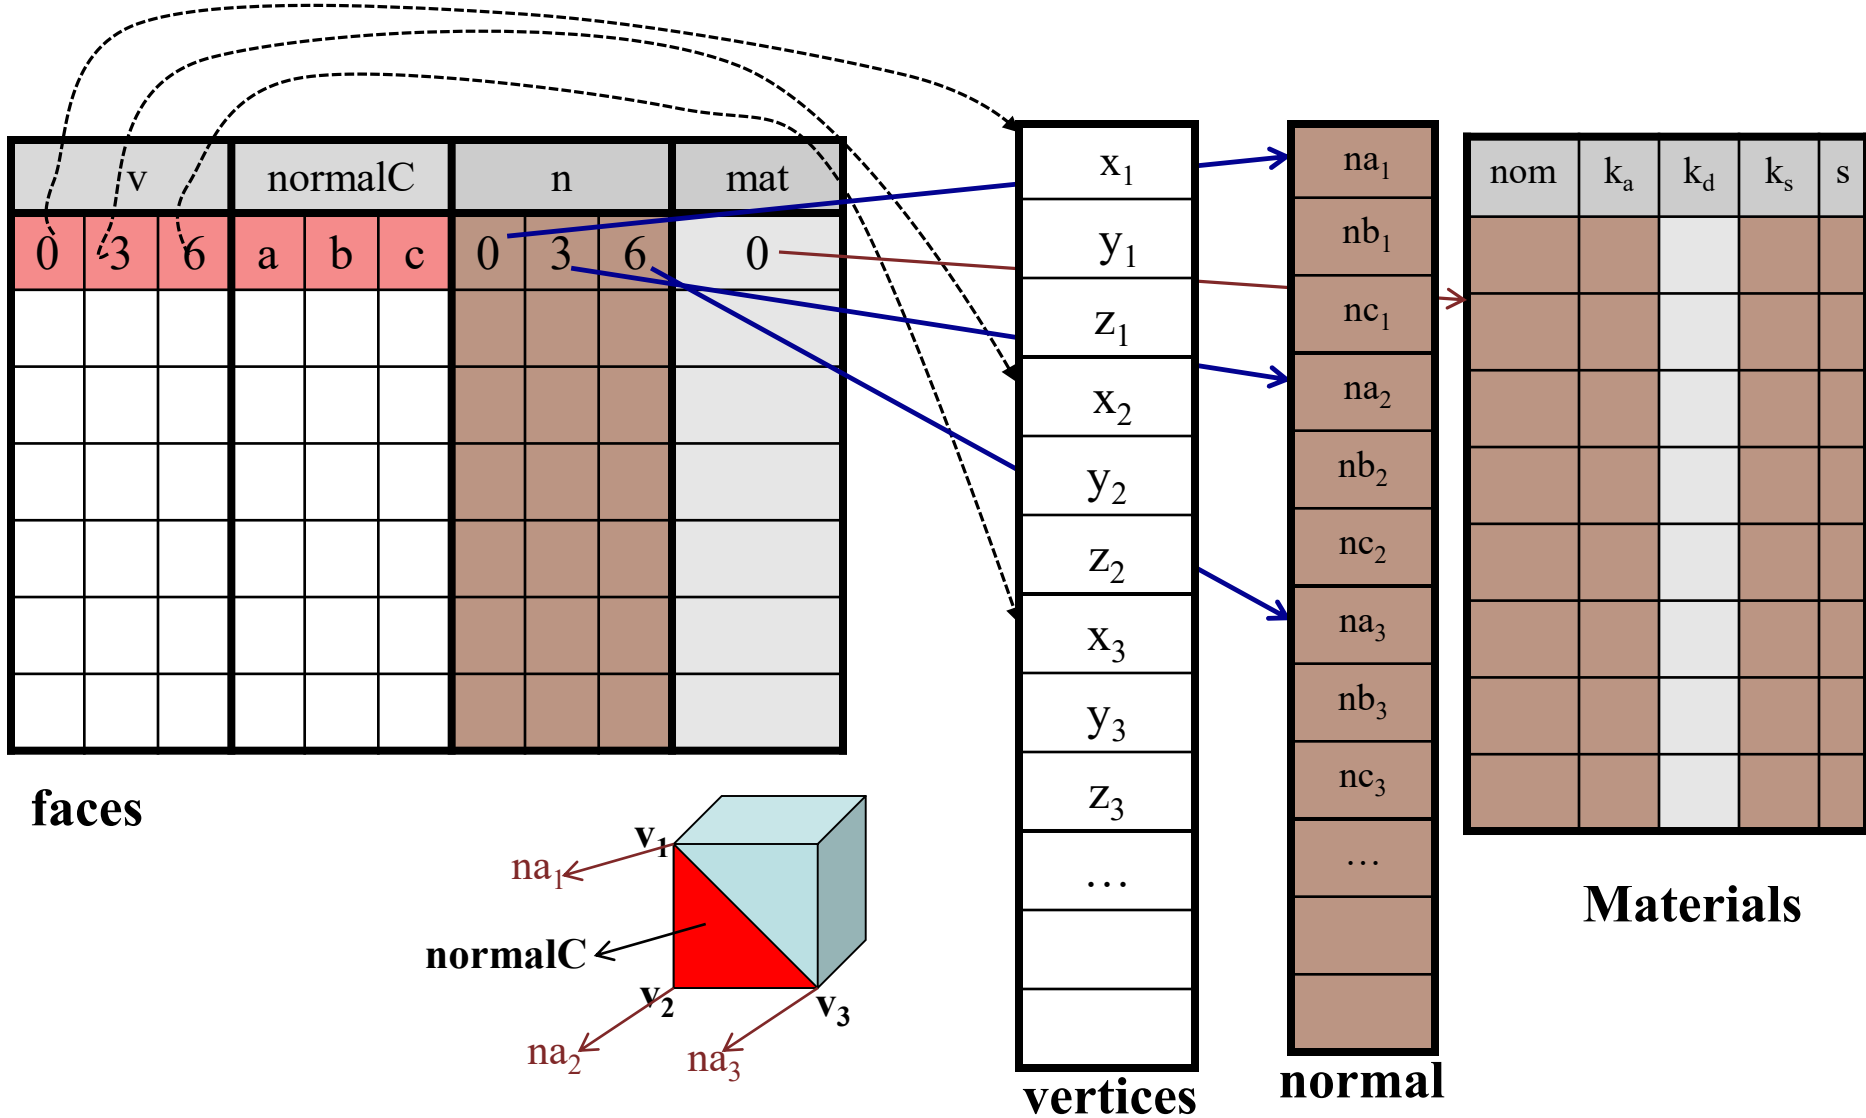 v normalC n mat
0 3 6 a b c 0 3 6 0
faces
x1
y1
z1
x2
y2
z2
x3
y3
z3
…
vertices
na1
nb1
nc1
na2
nb2
nc2
na3
nb3
nc3
…
normal
nom ka kd ks s
Materials
v1
na1
normalC
v2
v3
na2
na3